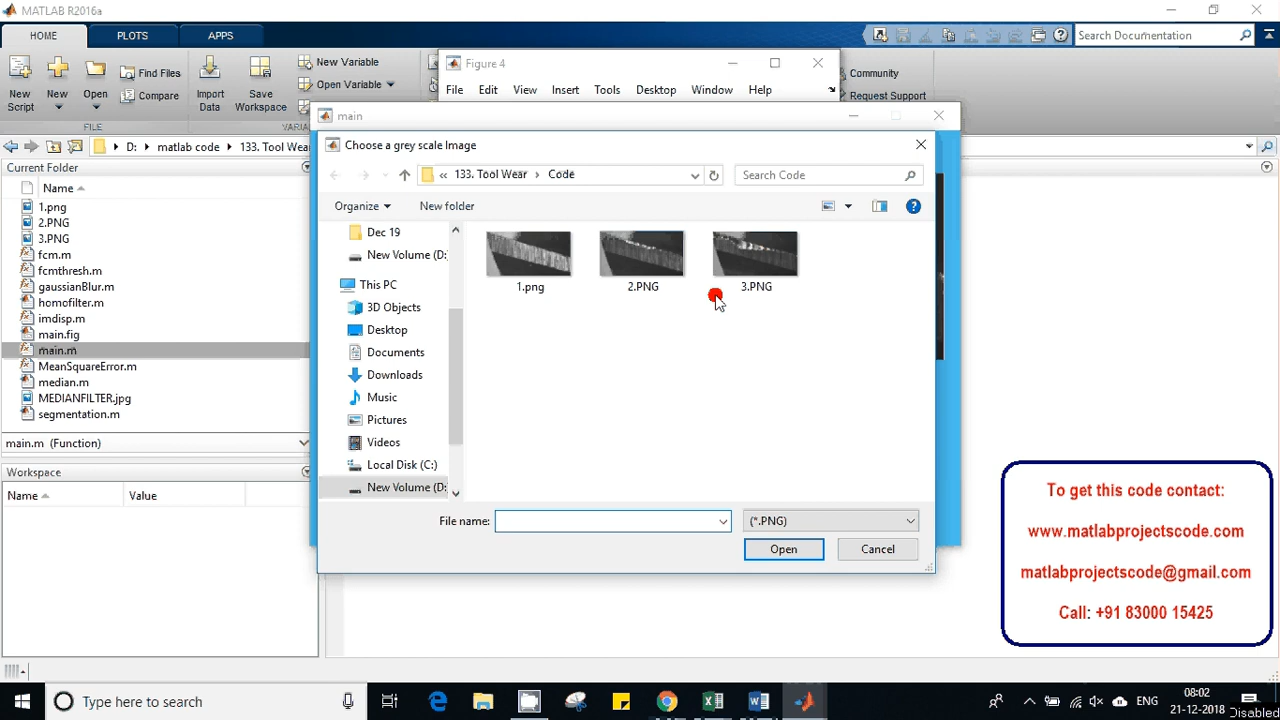 MATLAB R2016a
HOME
PLOTS
APPS
Search Documentation
New
Script
New
Open
Find Files
Compare
Import
Data
Save
Workspace
New Variable
Open Variable
FILE
Figure 4
File Edit View Insert Tools Desktop Window Help
Community
Request Support
D: matlab code 133. Tool Wear
main
Choose a grey scale Image
« 133. Tool Wear Code
Search Code
Organize
New folder
Current Folder
Name
1.png
2.PNG
3.PNG
fcm.m
fcmthresh.m
gaussianBlur.m
homofilter.m
imdisp.m
main.fig
main.m
MeanSquareError.m
median.m
MEDIANFILTER.jpg
segmentation.m
main.m (Function)
Workspace
Name Value
Dec 19
New Volume (D:
This PC
3D Objects
Desktop
Documents
Downloads
Music
Pictures
Videos
Local Disk (C:)
New Volume (D:
1.png
2.PNG
3.PNG
File name:
(*.PNG)
Open
Cancel
To get this code contact:
www.matlabprojectscode.com
matlabprojectscode@gmail.com
Call: +91 83000 15425
Type here to search
ENG
08:02
21-12-2018
Disabled